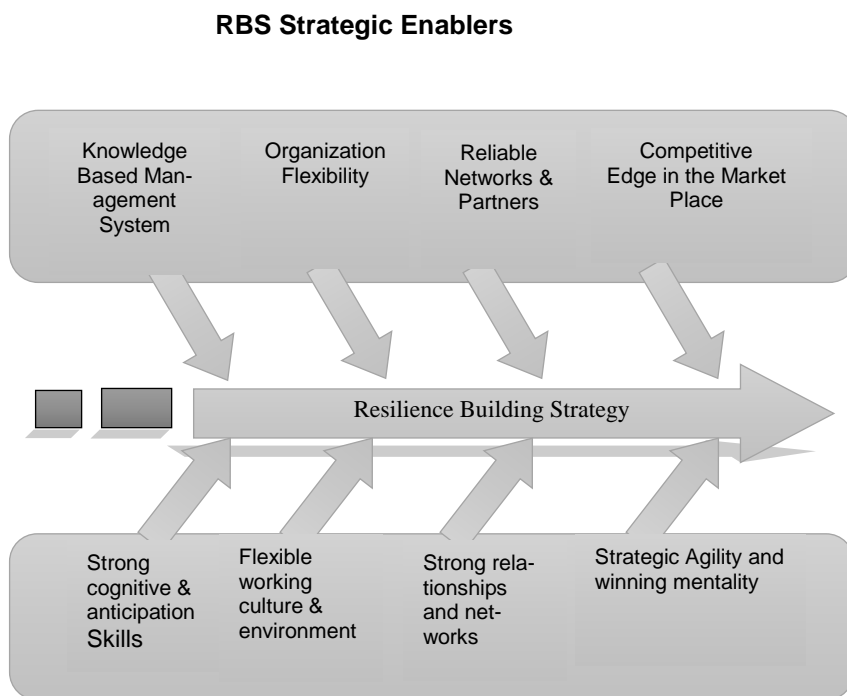 RBS Strategic Enablers
Knowledge
Based Man-
agement
System
Organization
Flexibility
Reliable
Networks &
Partners
Competitive
Edge in the Market
Place
Resilience Building Strategy
Strong
cognitive &
anticipation
Skills
Flexible
working
culture &
environment
Strong rela-
tionships
and net-
works
Strategic Agility and
winning mentality